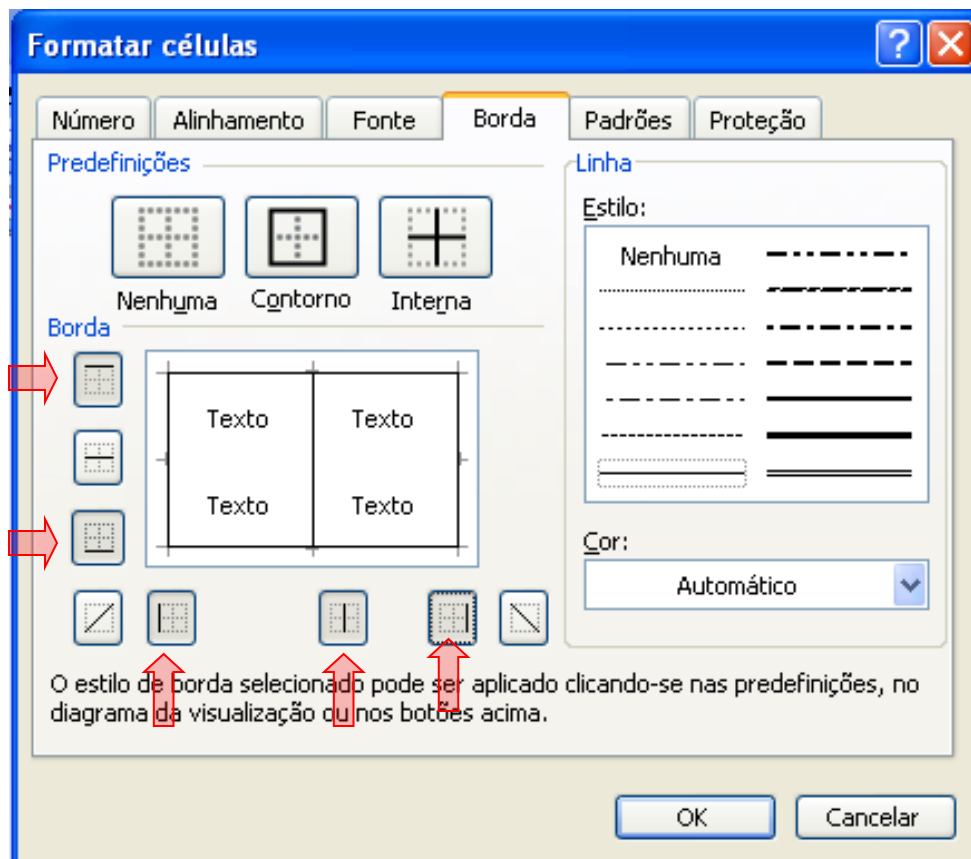 Formatar células
Número Alinhamento Fonte Borda Padrões Proteção
Predefinições
Nenhuma Contorno Interna
Borda
Texto Texto
Texto Texto
Linha
Estilo:
Nenhuma
Cor:
Automático
O estilo de borda selecionado pode ser aplicado clicando-se nas predefinições, no
diagrama da visualização ou nos botões acima.
OK Cancelar